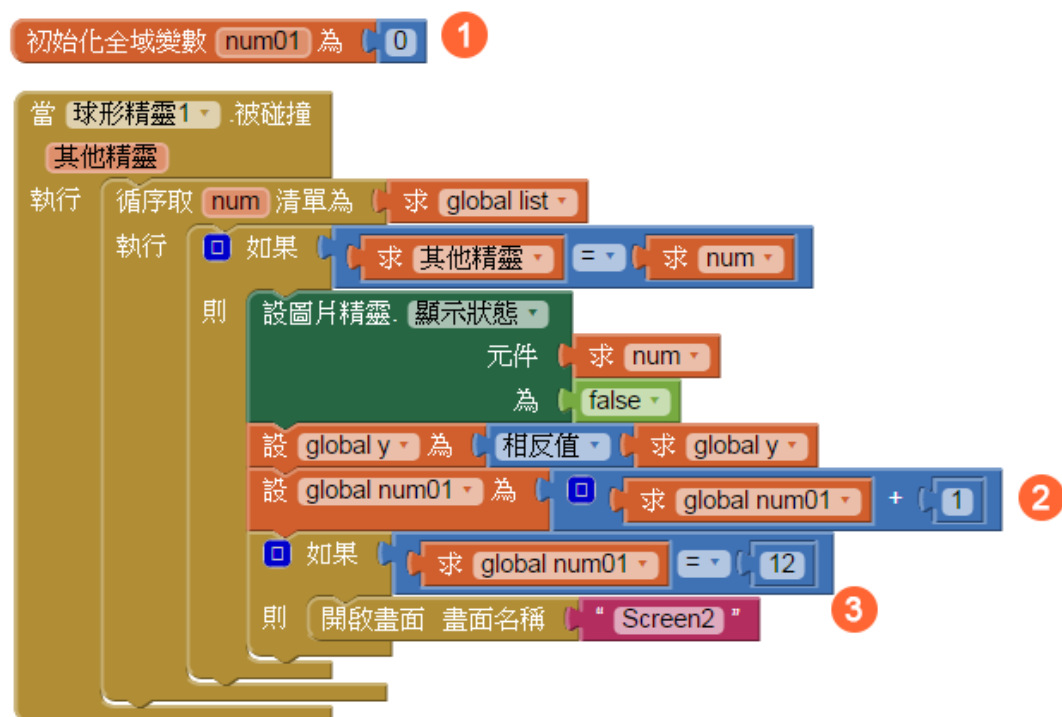 初始化全域變數 num01 為 0 1
當 球形精靈1 .被碰撞
其他精靈
執行 循序取 num 清單為 求 global list
執行 如果 求 其他精靈 = 求 num
則 設圖片精靈. 顯示狀態
元件 求 num
為 false
設 global y 為 相反值 求 global y
設 global num01 為 求 global num01 + 1 2
如果 求 global num01 = 12
則 開啟畫面 畫面名稱 “ Screen2 ” 3